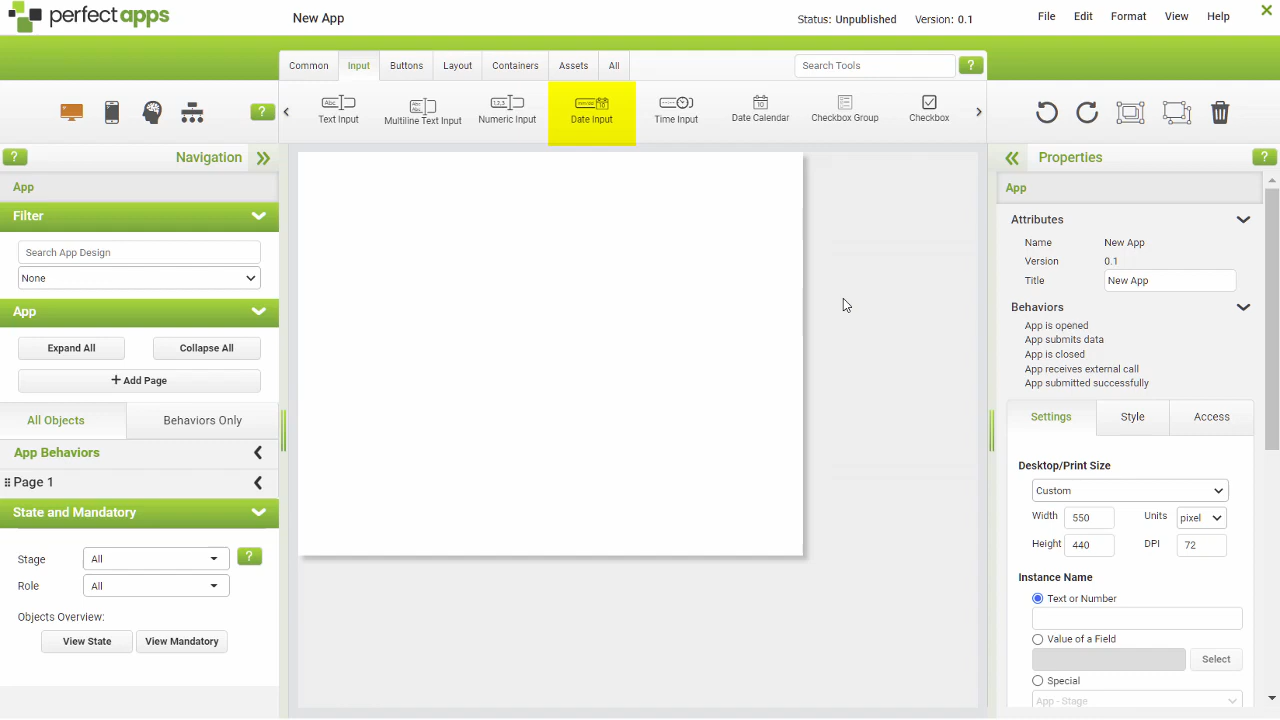 perfectapps
New App
Status: Unpublished Version: 0.1
File Edit Format View Help
Common Input Buttons Layout Containers Assets All
Search Tools
?
?
Text Input
Multiline Text Input
Numeric Input
Date Input
Time Input
Date Calendar
Checkbox Group
Checkbox
?
Navigation
App
Filter
Search App Design
None
App
Expand All Collapse All
+ Add Page
All Objects Behaviors Only
App Behaviors
Page 1
State and Mandatory
Stage All ?
Role All
Objects Overview:
View State View Mandatory
Properties
?
App
Attributes
Name New App
Version 0.1
Title New App
Behaviors
App is opened
App submits data
App is closed
App receives external call
App submitted successfully
Settings Style Access
Desktop/Print Size
Custom
Width 550 Units pixel
Height 440 DPI 72
Instance Name
Text or Number
Value of a Field
Select
Special
App - Stage